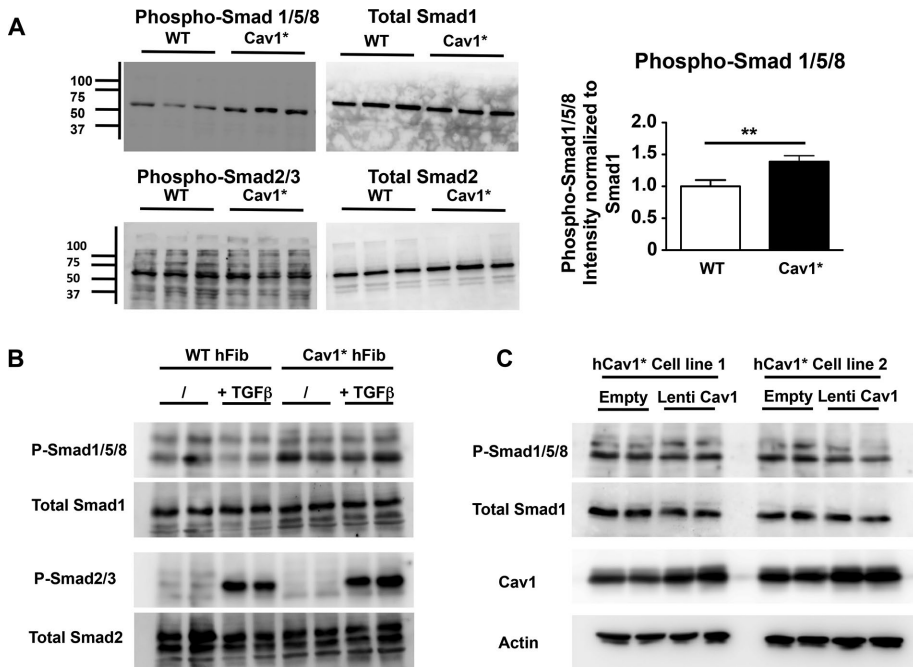 A
Phospho-Smad 1/5/8
WT Cav1*
100
75
50
37
Total Smad1
WT Cav1*
Phospho-Smad2/3
WT Cav1*
100
75
50
37
Total Smad2
WT Cav1*
Phospho-Smad 1/5/8
Phospho-Smad1/5/8
Intensity normalized to
Smad1
2.0
1.5
1.0
0.5
0
**
WT Cav1*
B
WT hFib Cav1* hFib
/ + TGFβ / + TGFβ
P-Smad1/5/8
Total Smad1
P-Smad2/3
Total Smad2
C
hCav1* Cell line 1 hCav1* Cell line 2
Empty Lenti Cav1 Empty Lenti Cav1
P-Smad1/5/8
Total Smad1
Cav1
Actin